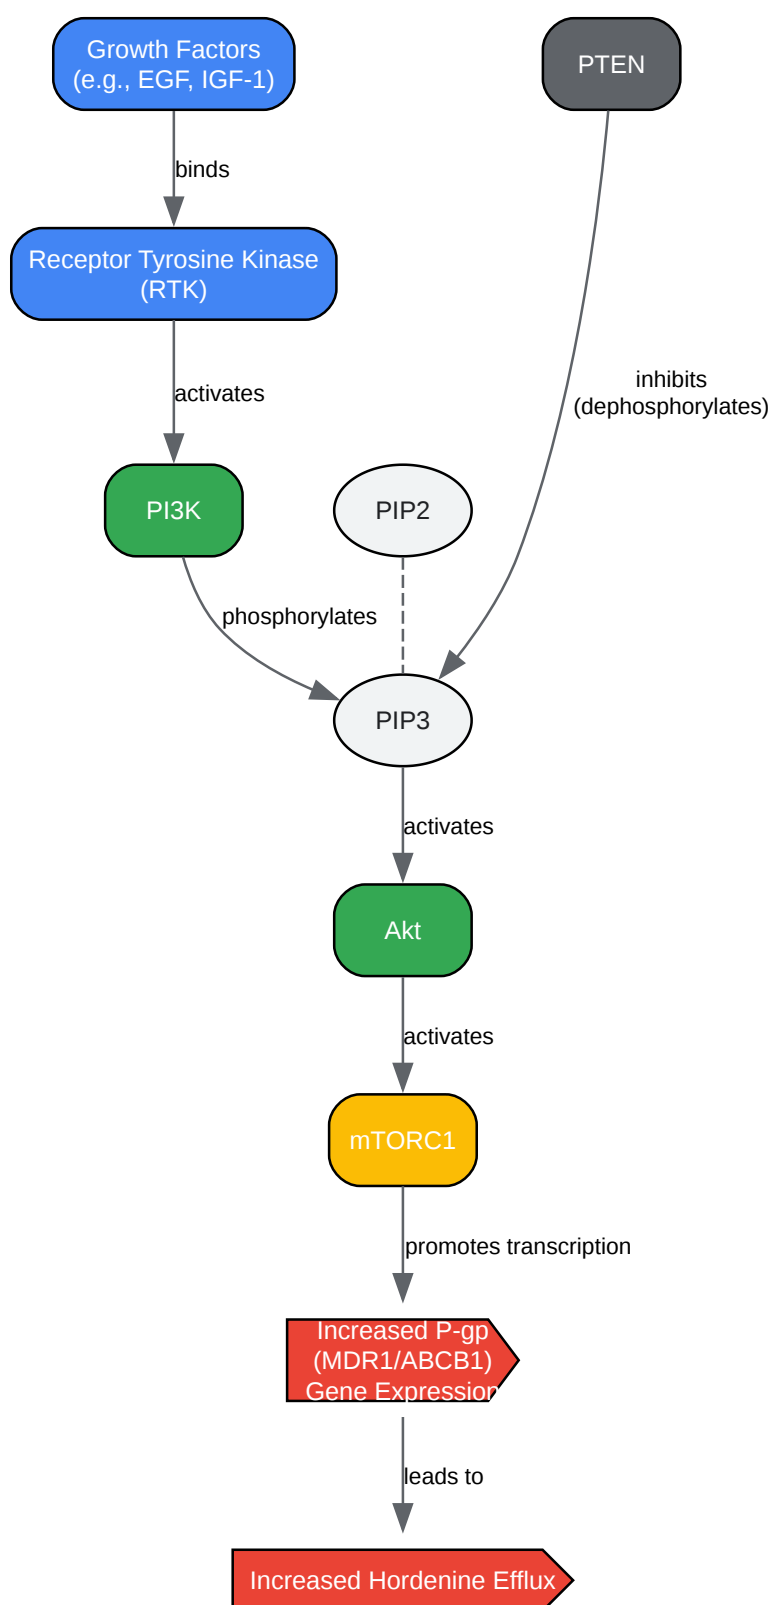 Growth Factors
(e.g., EGF, IGF-1)
PTEN
binds
Receptor Tyrosine Kinase
(RTK)
activates
inhibits
(dephosphorylates)
PI3K
PIP2
phosphorylates
PIP3
activates
Akt
activates
mTORC1
promotes transcription
Increased P-gp
(MDR1/ABCB1)
Gene Expression
leads to
Increased Hordenine Efflux